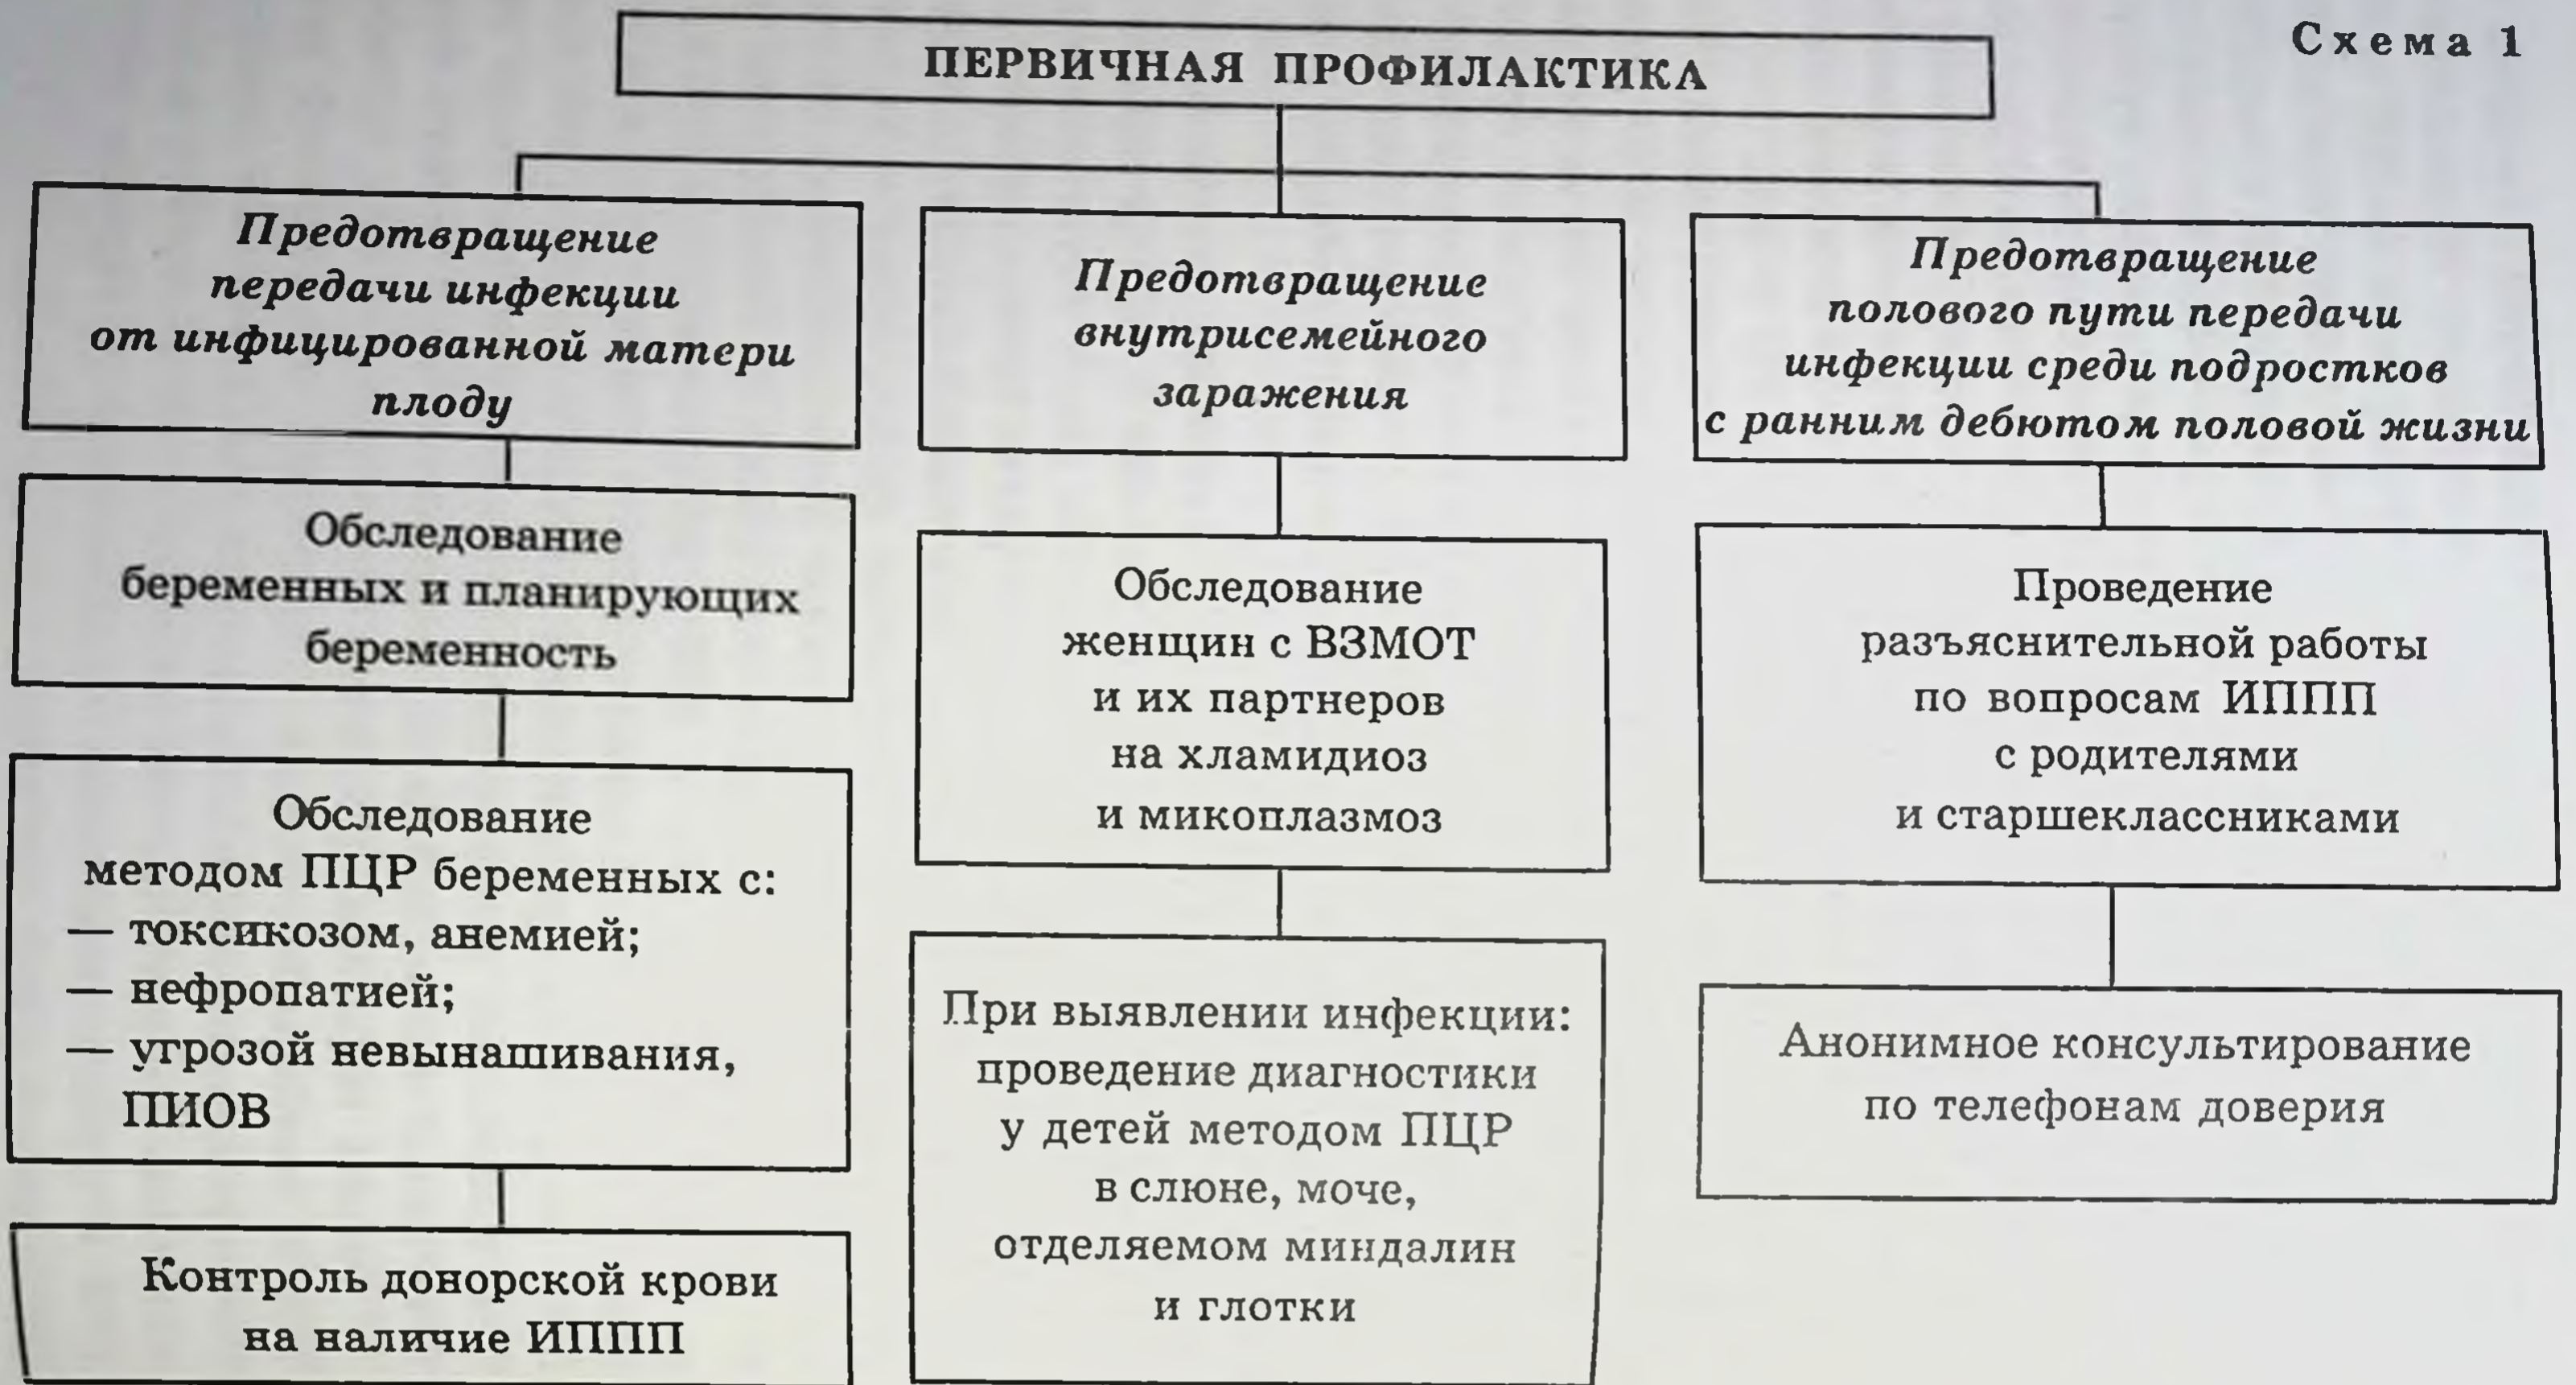 Схема 1
ПЕРВИЧНАЯ ПРОФИЛАКТИКА
Предотвращение
передачи инфекции
от инфицированной матери
плоду
Обследование
беременных и планирующих
беременность
Обследование
методом ПЦР беременных с:
— токсикозом, анемией;
— нефропатией;
— угрозой невынашивания,
ПИОВ
Контроль донорской крови
на наличие ИППП
Предотвращение
внутрисемейного
заражения
Обследование
женщин с ВЗМОТ
и их партнеров
на хламидиоз
и микоплазмоз
При выявлении инфекции:
проведение диагностики
у детей методом ПЦР
в слюне, моче,
отделяемом миндалин
и глотки
Предотвращение
полового пути передачи
инфекции среди подростков
с ранним дебютом половой жизни
Проведение
разъяснительной работы
по вопросам ИППП
с родителями
и старшеклассниками
Анонимное консультирование
по телефонам доверия